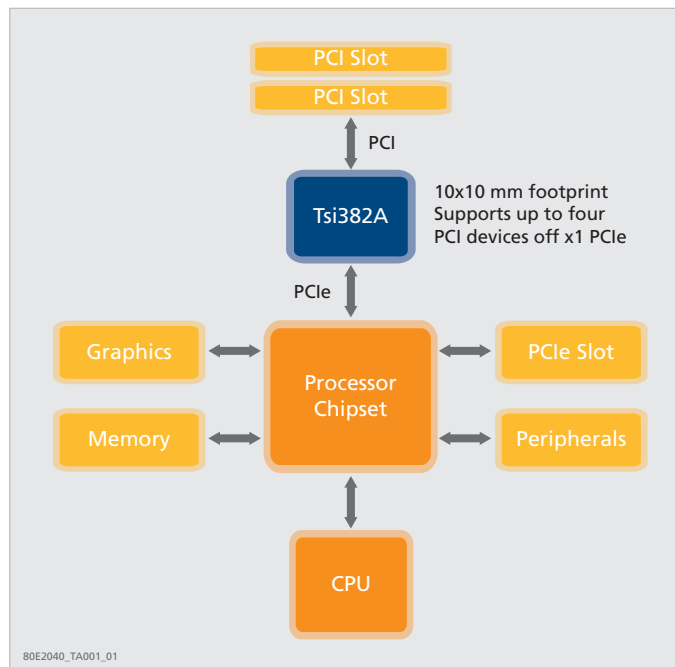 PCI Slot
PCI Slot
PCI
Tsi382A
10x10 mm footprint
Supports up to four
PCI devices off x1 PCIe
PCIe
Graphics
Processor
Chipset
PCIe Slot
Memory
Peripherals
CPU
80E2040_TA001_01